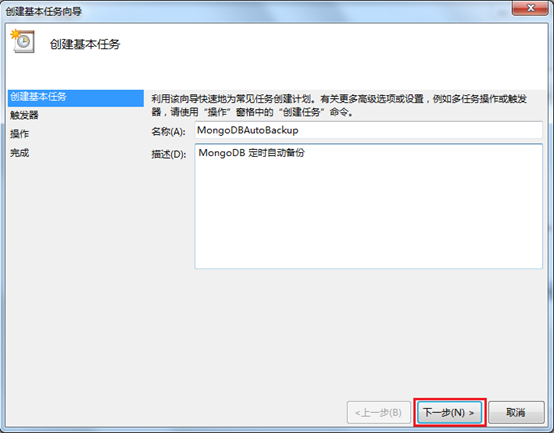 创建基本任务向导
创建基本任务
创建基本任务
触发器
操作
完成
利用该向导快速地为常见任务创建计划。有关更多高级选项或设置，例如多任务操作或触发
器，请使用“操作”窗格中的“创建任务”命令。
名称(A): MongoDBAutoBackup
描述(D): MongoDB 定时自动备份
<上一步(B) 下一步(N) > 取消